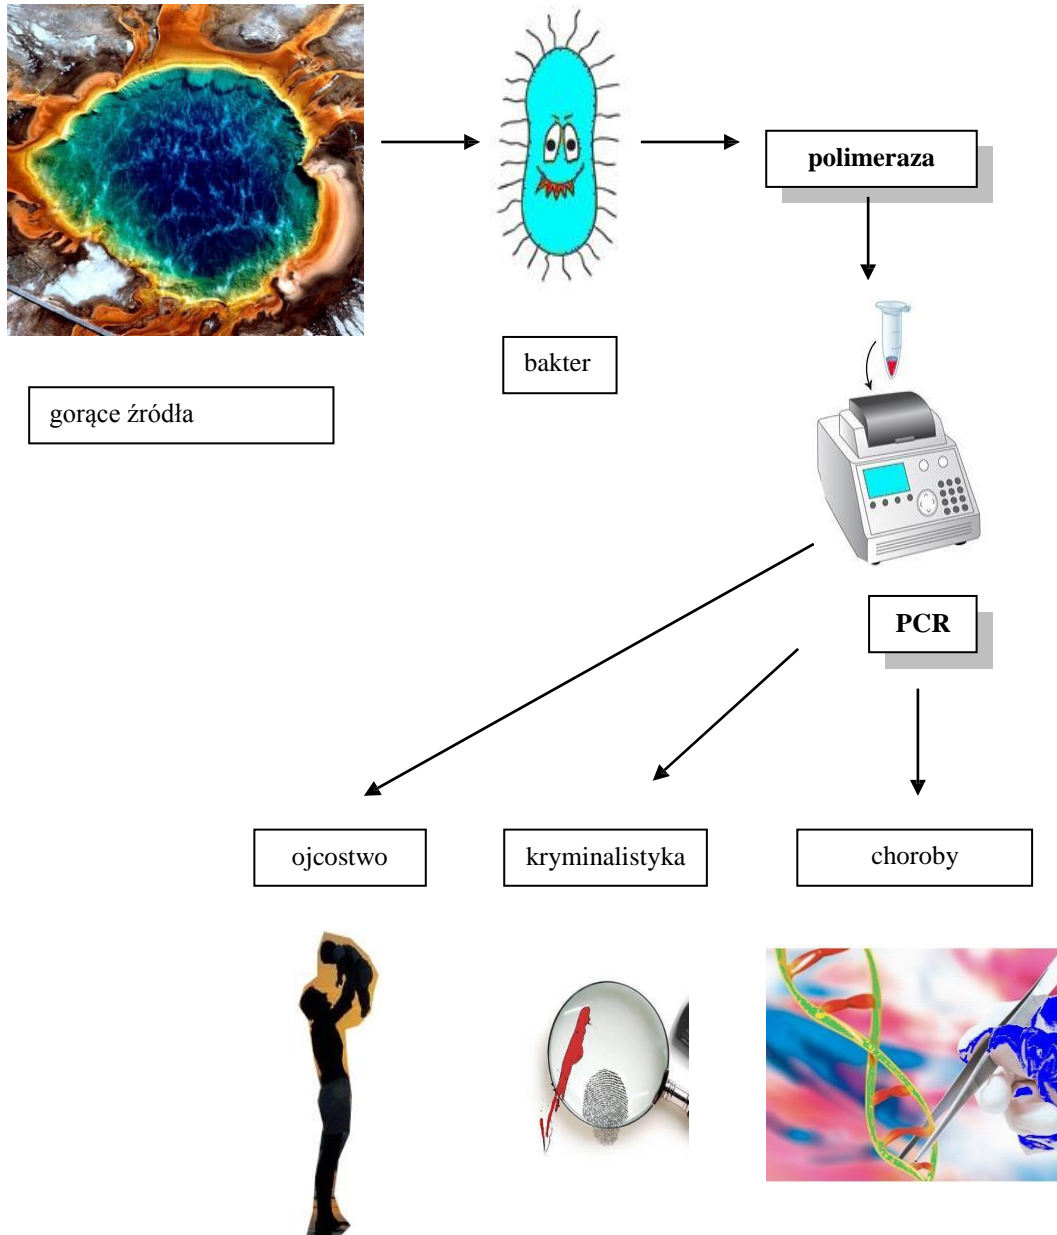 polimeraza
bakter
gorące źródła
PCR
ojcostwo
kryminalistyka
choroby